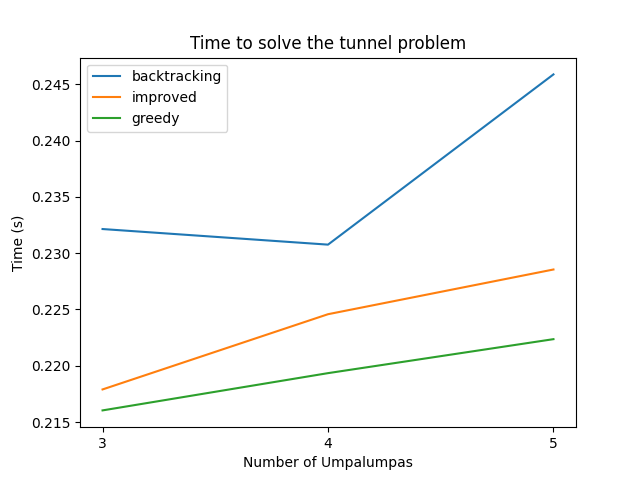 Time to solve the tunnel problem
backtracking
improved
greedy
0.245
0.240
0.235
0.230
0.225
0.220
0.215
Time (s)
3 4 5
Number of Umpalumpas